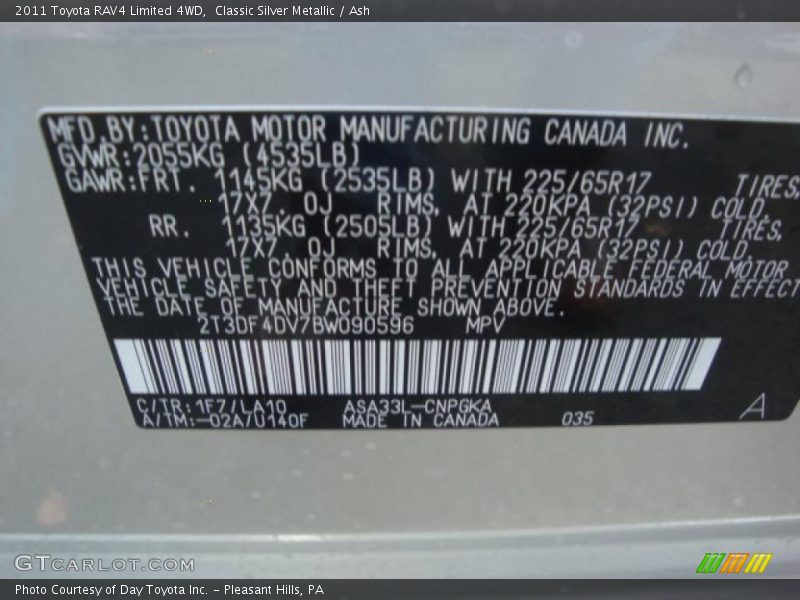 2011 Toyota RAV4 Limited 4WD,  Classic Silver Metallic / Ash
MFD.BY:TOYOTA MOTOR MANUFACTURING CANADA INC.
GVWR:2055KG (4535LB)
GAWR:FRT. 1145KG (2535LB) WITH 225/65R17 TIRES,
17X7.0J RIMS, AT 220KPA (32PSI) COLD.
RR. 1135KG (2505LB) WITH 225/65R17 TIRES,
17X7.0J RIMS, AT 220KPA (32PSI) COLD.
THIS VEHICLE CONFORMS TO ALL APPLICABLE FEDERAL MOTOR
VEHICLE SAFETY AND THEFT PREVENTION STANDARDS IN EFFECT
THE DATE OF MANUFACTURE SHOWN ABOVE.
2T3DF4DV7BW090596 MPV
C/TR:1F7/LA10 ASA33L-CNPGKA
A/TM:-02A/U140F MADE IN CANADA 035 A
GTCARLOT.COM
Photo Courtesy of Day Toyota Inc. - Pleasant Hills, PA